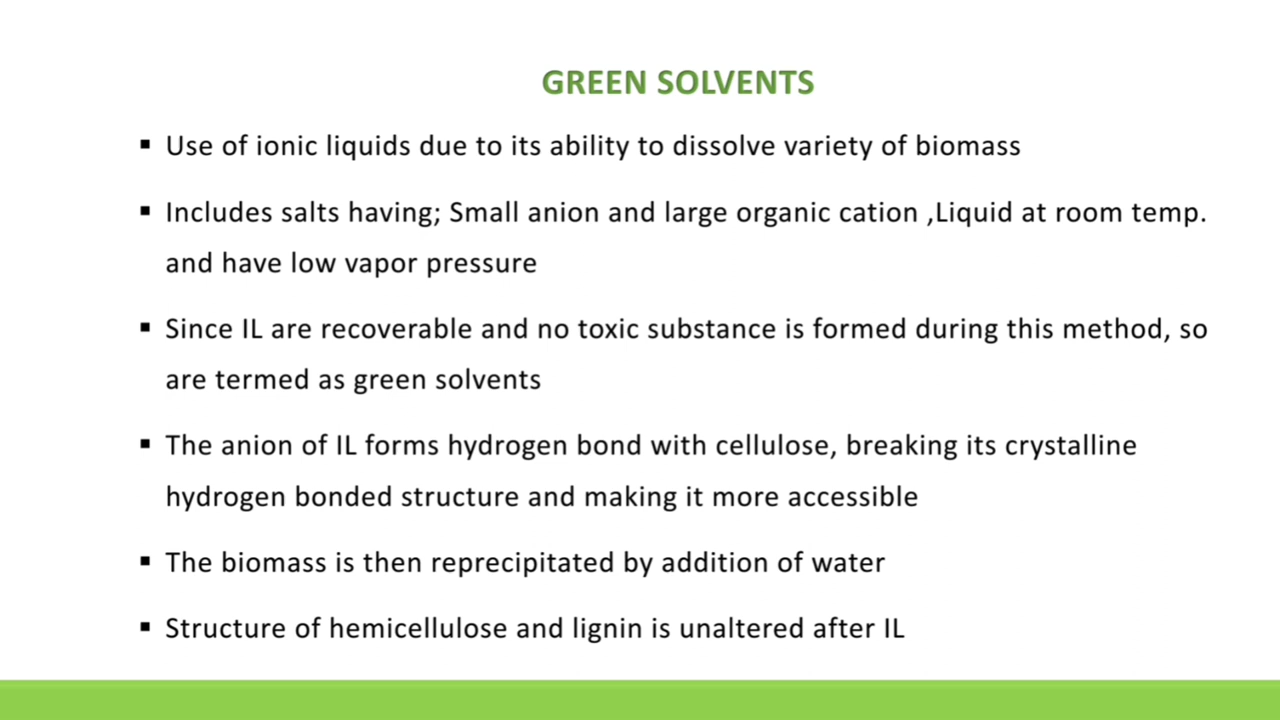 GREEN SOLVENTS
▪ Use of ionic liquids due to its ability to dissolve variety of biomass
▪ Includes salts having; Small anion and large organic cation ,Liquid at room temp.
and have low vapor pressure
▪ Since IL are recoverable and no toxic substance is formed during this method, so
are termed as green solvents
▪ The anion of IL forms hydrogen bond with cellulose, breaking its crystalline
hydrogen bonded structure and making it more accessible
▪ The biomass is then reprecipitated by addition of water
▪ Structure of hemicellulose and lignin is unaltered after IL